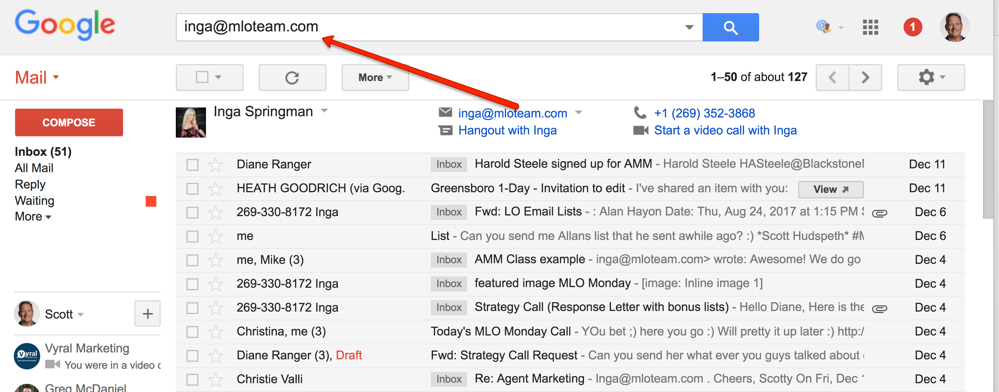 Google
inga@mloteam.com
1
Mail
More
1–50 of about 127
COMPOSE
Inga Springman
inga@mloteam.com
+1 (269) 352-3868
Hangout with Inga
Start a video call with Inga
Inbox (51)
All Mail
Reply
Waiting
More
Diane Ranger Inbox Harold Steele signed up for AMM - Harold Steele HASteele@Blackstone Dec 11
HEATH GOODRICH (via Goog. Greensboro 1-Day - Invitation to edit - I've shared an item with you: View Dec 11
269-330-8172 Inga Inbox Fwd: LO Email Lists - : Alan Hayon Date: Thu, Aug 24, 2017 at 1:15 PM Dec 6
me List - Can you send me Allans list that he sent awhile ago? :) *Scott Hudspeth* Dec 6
me, Mike (3) Inbox AMM Class example - inga@mloteam.com> wrote: Awesome! We do go Dec 4
269-330-8172 Inga Inbox featured image MLO Monday - [image: Inline image 1] Dec 4
269-330-8172 Inga Inbox Strategy Call (Response Letter with bonus lists) - Hello Diane, Here is the Dec 4
Christina, me (3) Today's MLO Monday Call - YOu bet ;) here you go :) Will pretty it up later :) http:/ Dec 4
Diane Ranger (3), Draft Fwd: Strategy Call Request - Can you send her what ever you guys talked about Dec 4
Christie Valli Inbox Re: Agent Marketing - Inga@mloteam.com . Cheers, Scotty On Fri, Dec Dec 4
Scott
+
Vyral
MARKETING
Vyral Marketing
You were in a video
Greg McDaniel